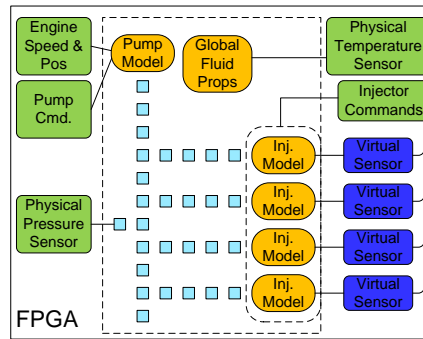 Engine
Speed &
Pos
Pump Model
Global
Fluid
Props
Physical
Temperature
Sensor
Pump
Cmd.
Injector
Commands
Inj.
Model
Virtual
Sensor
Inj.
Model
Virtual
Sensor
Physical
Pressure
Sensor
Inj.
Model
Virtual
Sensor
Inj.
Model
Virtual
Sensor
FPGA